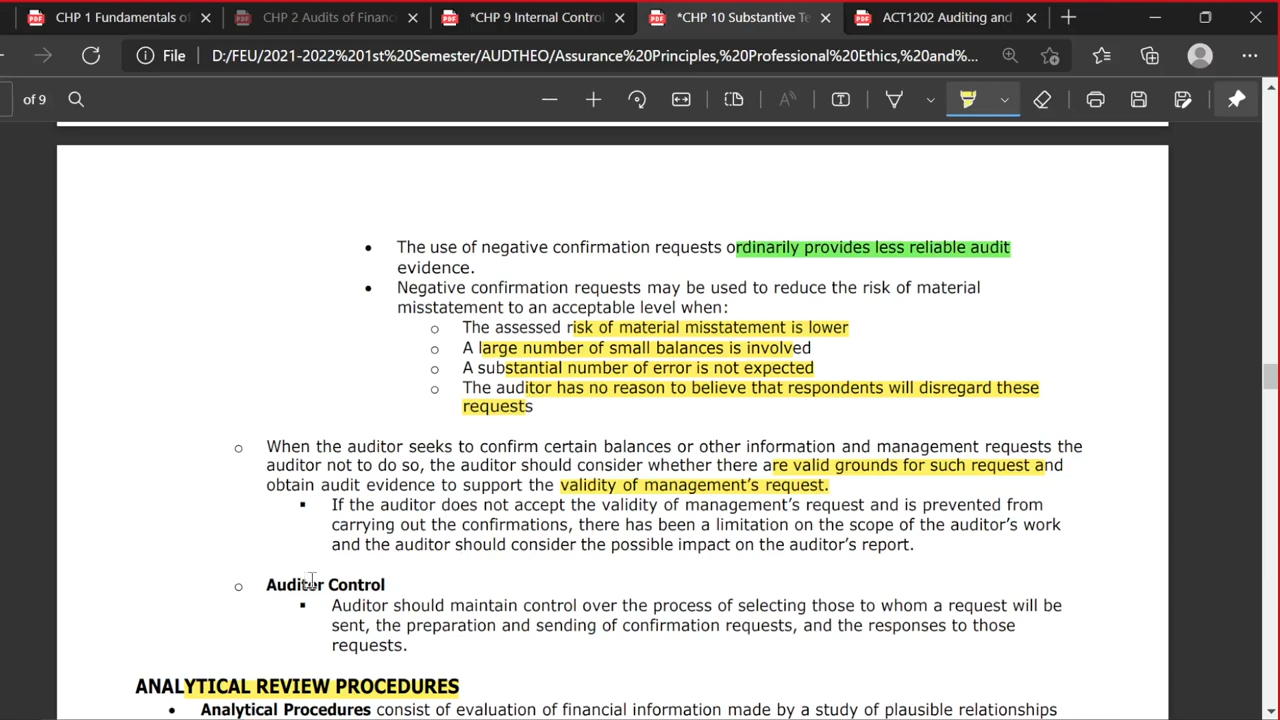 CHP 1 Fundamentals of
CHP 2 Audits of Financ
*CHP 9 Internal Control
*CHP 10 Substantive Te
ACT1202 Auditing and
File
D:/FEU/2021-2022%201st%20Semester/AUDTHEO/Assurance%20Principles,%20Professional%20Ethics,%20and%...
of 9
• The use of negative confirmation requests ordinarily provides less reliable audit
evidence.
• Negative confirmation requests may be used to reduce the risk of material
misstatement to an acceptable level when:
o The assessed risk of material misstatement is lower
o A large number of small balances is involved
o A substantial number of error is not expected
o The auditor has no reason to believe that respondents will disregard these
requests
o When the auditor seeks to confirm certain balances or other information and management requests the
auditor not to do so, the auditor should consider whether there are valid grounds for such request and
obtain audit evidence to support the validity of management's request.
▪ If the auditor does not accept the validity of management's request and is prevented from
carrying out the confirmations, there has been a limitation on the scope of the auditor's work
and the auditor should consider the possible impact on the auditor's report.
o Auditor Control
▪ Auditor should maintain control over the process of selecting those to whom a request will be
sent, the preparation and sending of confirmation requests, and the responses to those
requests.
ANALYTICAL REVIEW PROCEDURES
• Analytical Procedures consist of evaluation of financial information made by a study of plausible relationships